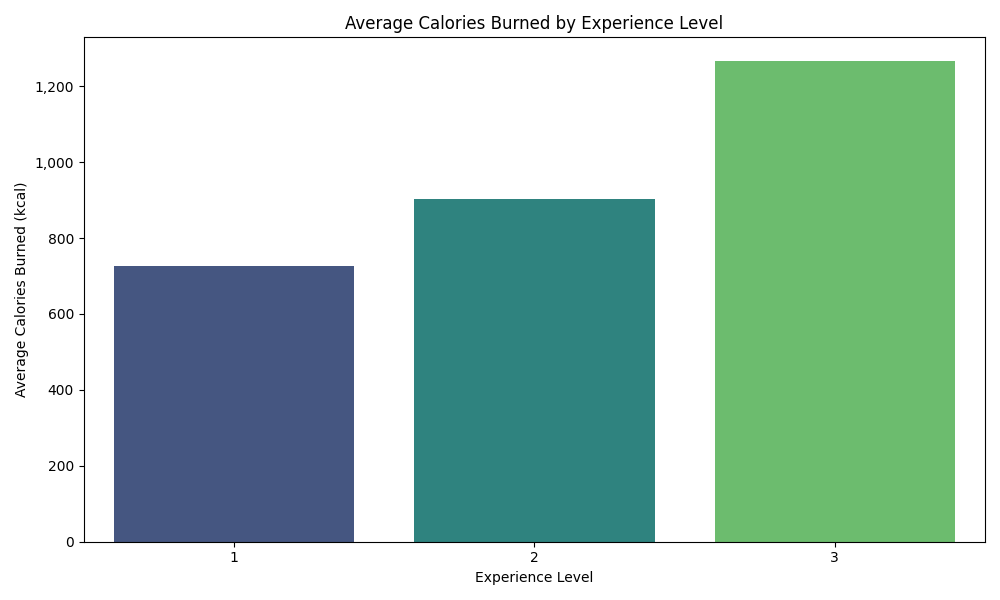 Average Calories Burned by Experience Level
Average Calories Burned (kcal)
1,200
1,000
800
600
400
200
0
1 2 3
Experience Level